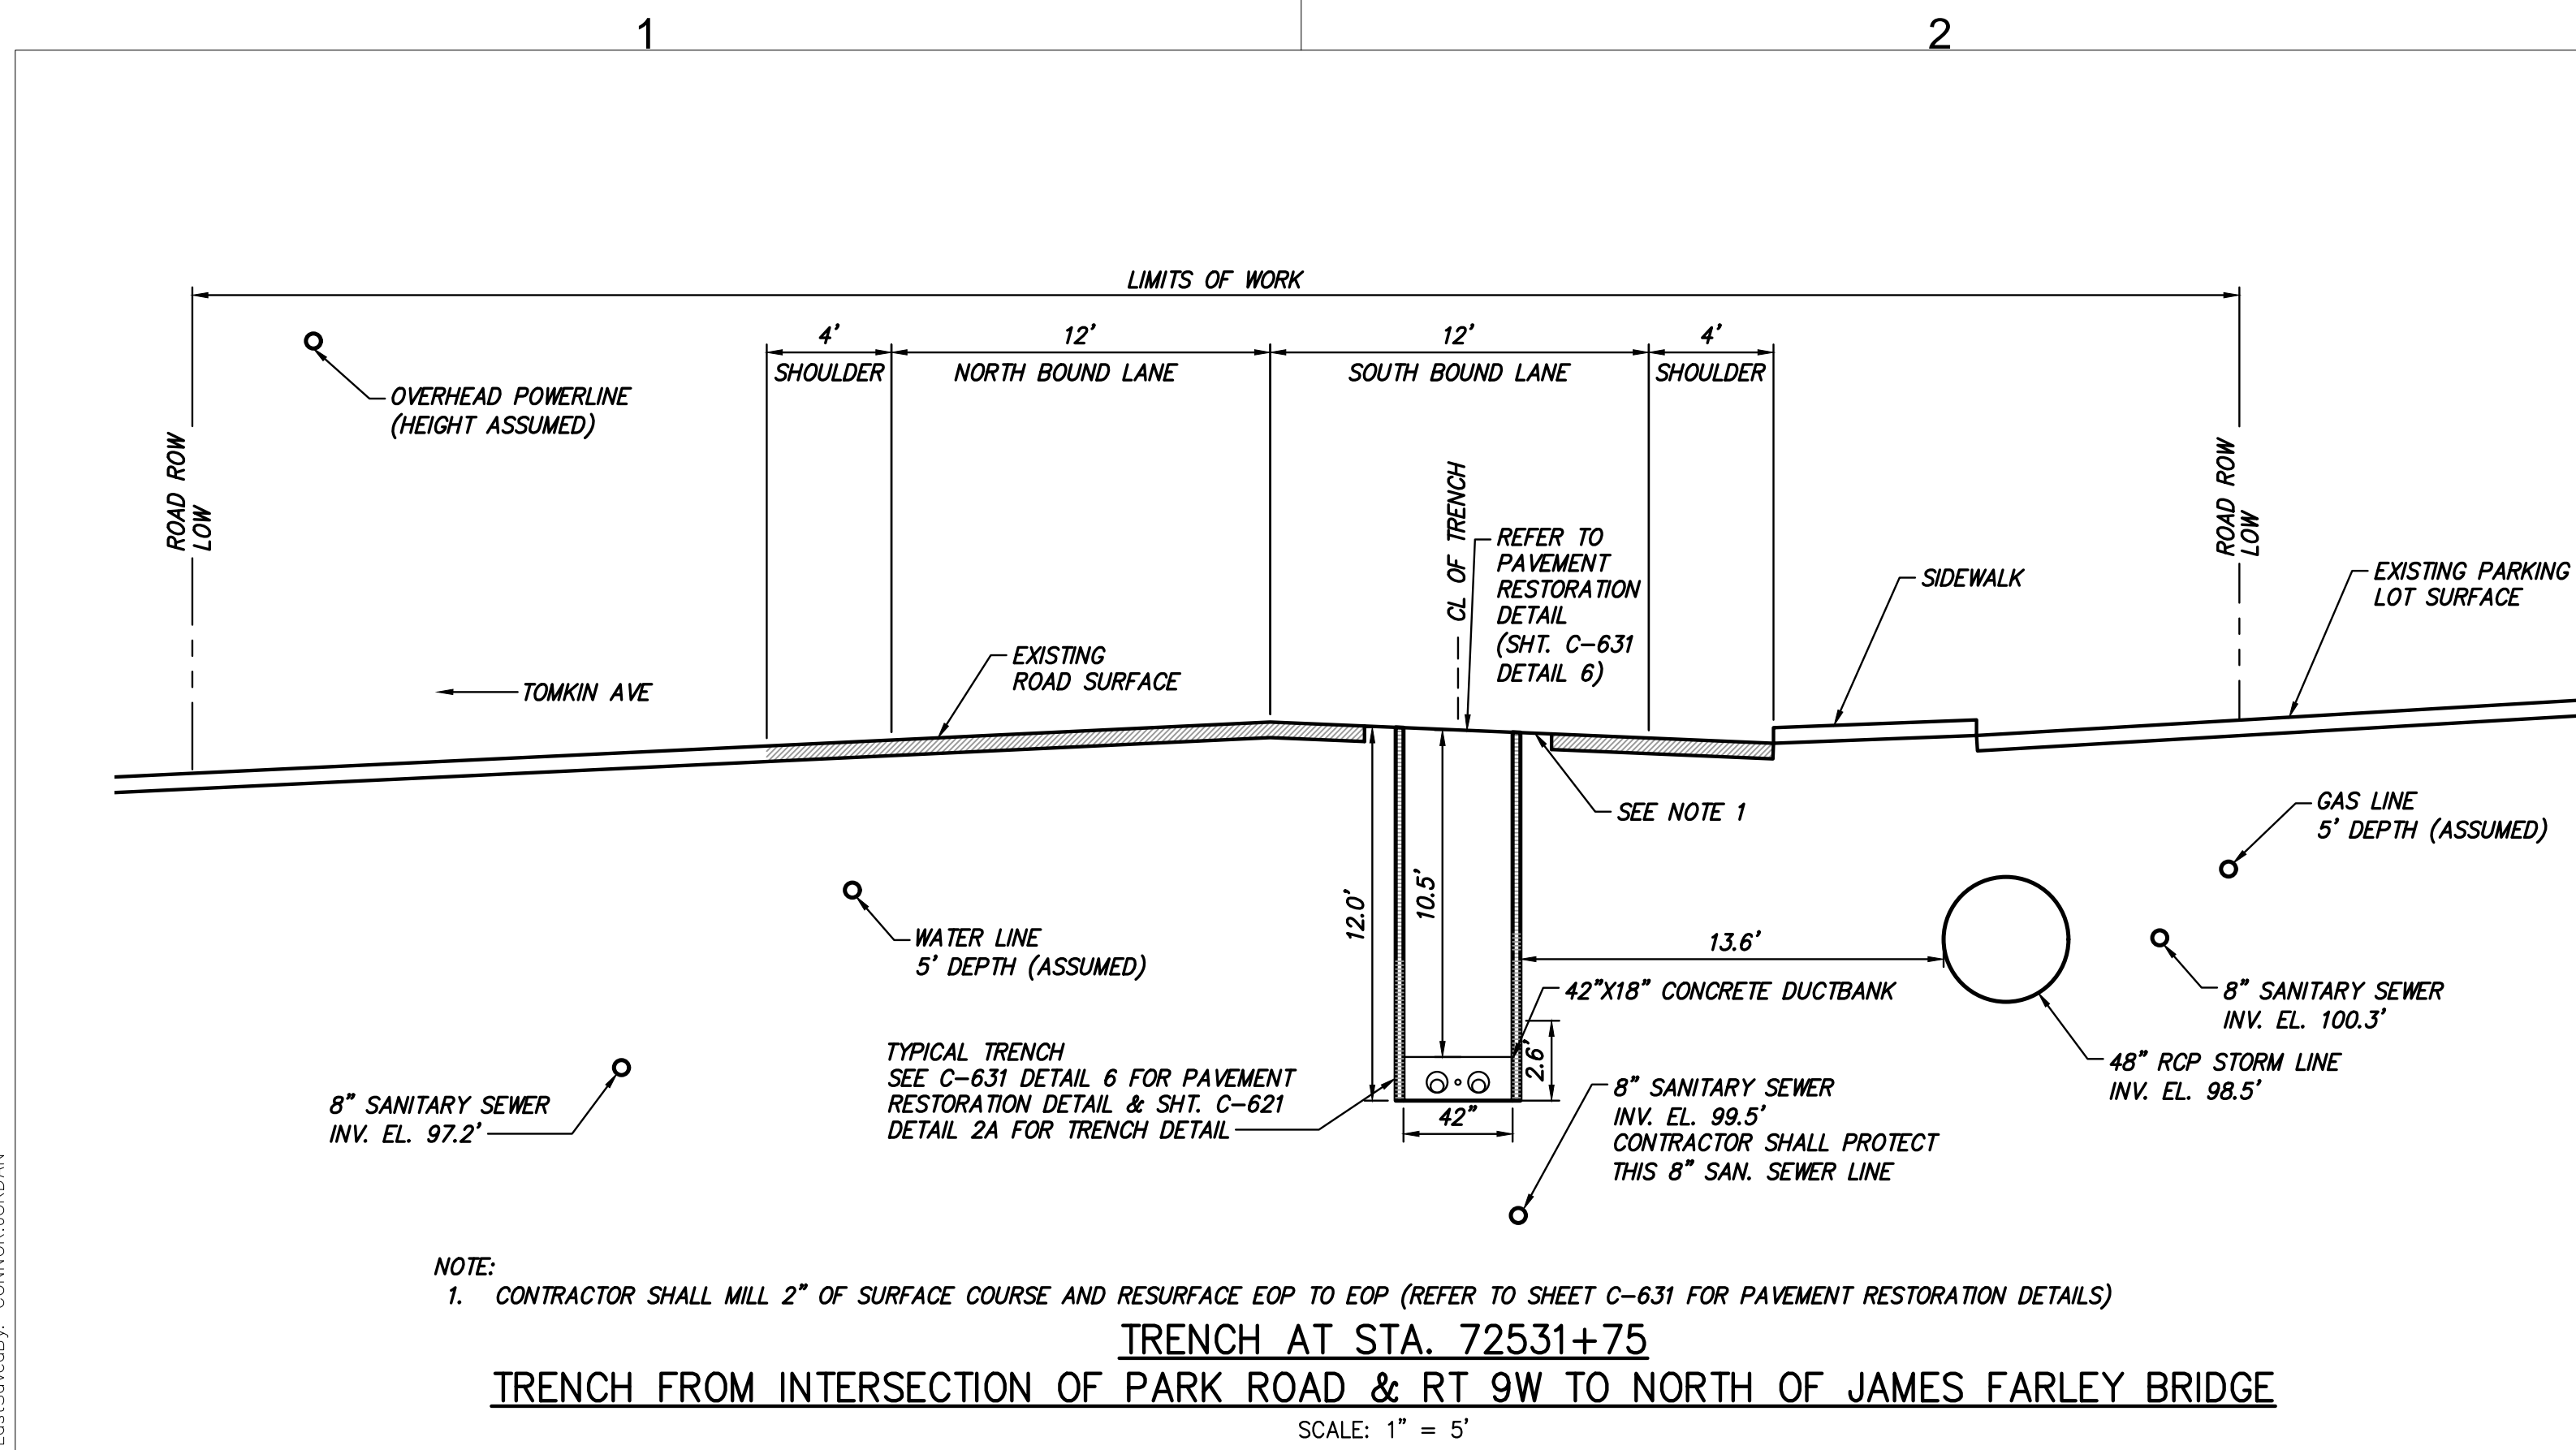 1
2
LIMITS OF WORK
4'
12'
12'
4'
SHOULDER
NORTH BOUND LANE
SOUTH BOUND LANE
SHOULDER
OVERHEAD POWERLINE
(HEIGHT ASSUMED)
ROAD ROW
LOW
CL OF TRENCH
REFER TO
PAVEMENT
RESTORATION
DETAIL
(SHT. C-631
DETAIL 6)
ROAD ROW
LOW
SIDEWALK
EXISTING PARKING
LOT SURFACE
EXISTING
ROAD SURFACE
TOMKIN AVE
SEE NOTE 1
GAS LINE
5' DEPTH (ASSUMED)
12.0'
10.5'
WATER LINE
5' DEPTH (ASSUMED)
13.6'
42"X18" CONCRETE DUCTBANK
8" SANITARY SEWER
INV. EL. 100.3'
48" RCP STORM LINE
INV. EL. 98.5'
2.6'
TYPICAL TRENCH
SEE C-631 DETAIL 6 FOR PAVEMENT
RESTORATION DETAIL & SHT. C-621
DETAIL 2A FOR TRENCH DETAIL
42"
8" SANITARY SEWER
INV. EL. 97.2'
8" SANITARY SEWER
INV. EL. 99.5'
CONTRACTOR SHALL PROTECT
THIS 8" SAN. SEWER LINE
NOTE:
1. CONTRACTOR SHALL MILL 2" OF SURFACE COURSE AND RESURFACE EOP TO EOP (REFER TO SHEET C-631 FOR PAVEMENT RESTORATION DETAILS)
TRENCH AT STA. 72531+75
TRENCH FROM INTERSECTION OF PARK ROAD & RT 9W TO NORTH OF JAMES FARLEY BRIDGE
SCALE: 1" = 5'